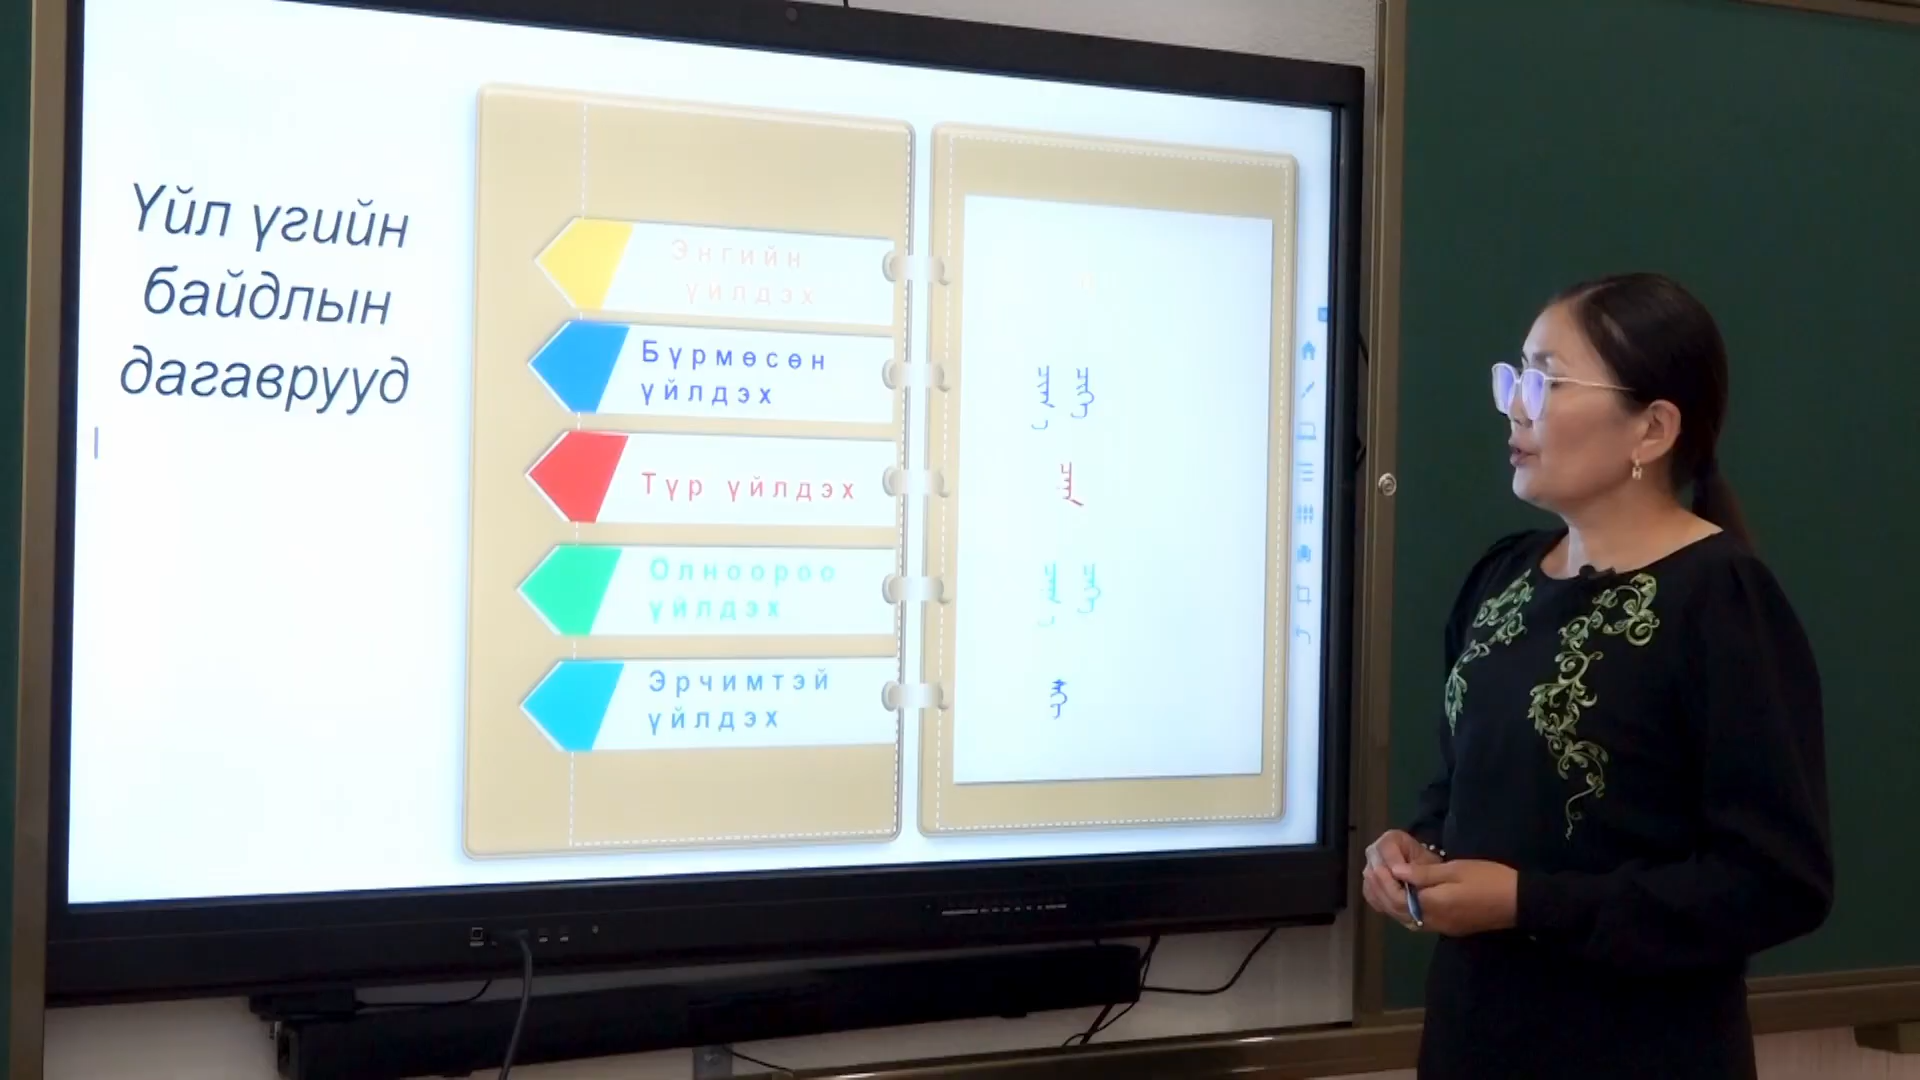 Үйл үгийн
байдлын
дагаврууд
Энгийн
үйлдэх
Бүрмөсөн
үйлдэх
Түр үйлдэх
Олноороо
үйлдэх
Эрчимтэй
үйлдэх